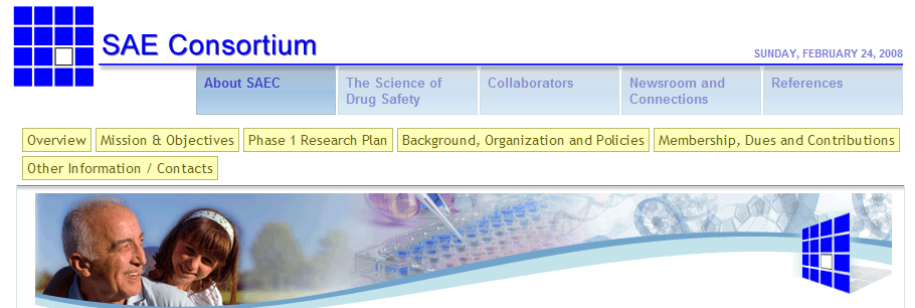 SAE Consortium
SUNDAY, FEBRUARY 24, 2008
About SAEC
The Science of
Drug Safety
Collaborators
Newsroom and
Connections
References
Overview
Mission & Objectives
Phase 1 Research Plan
Background, Organization and Policies
Membership, Dues and Contributions
Other Information / Contacts